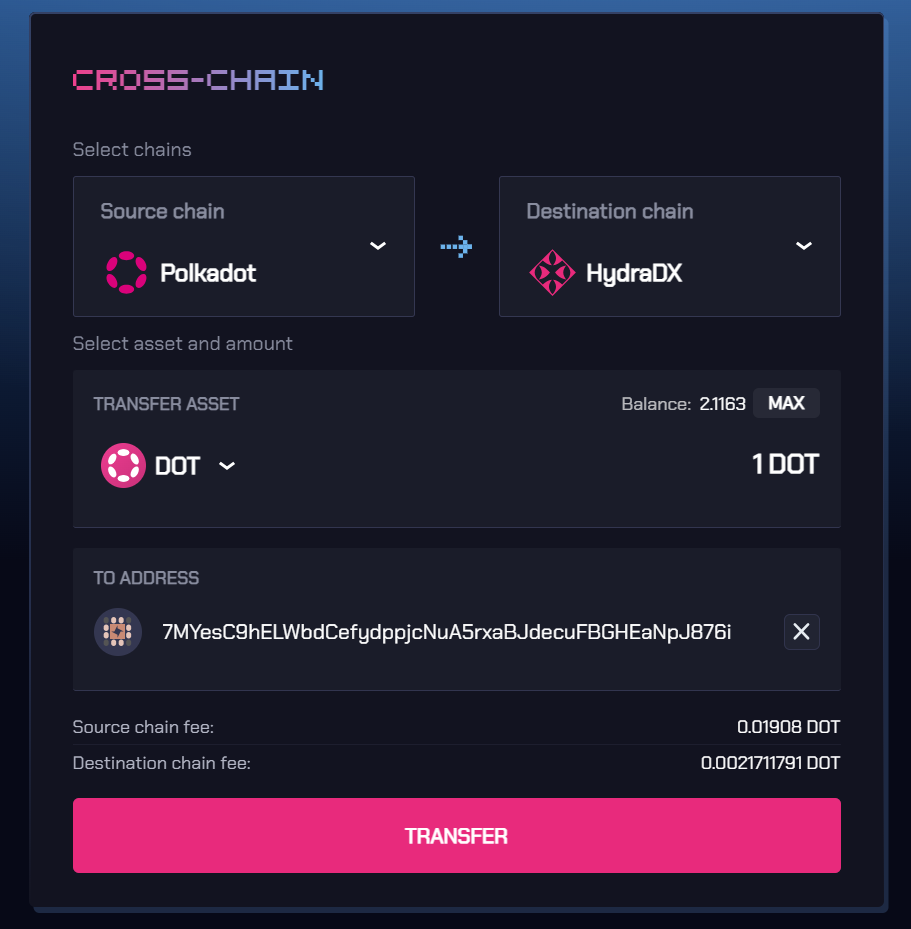 CROSS-CHAIN
Select chains
Source chain
Polkadot
Destination chain
HydraDX
Select asset and amount
TRANSFER ASSET
Balance: 2.1163 MAX
DOT
1 DOT
TO ADDRESS
7MYesC9hELWbdCefydppjcNuA5rxaBJdecuFBGHEaNpJ876i
Source chain fee: 0.01908 DOT
Destination chain fee: 0.0021711791 DOT
TRANSFER